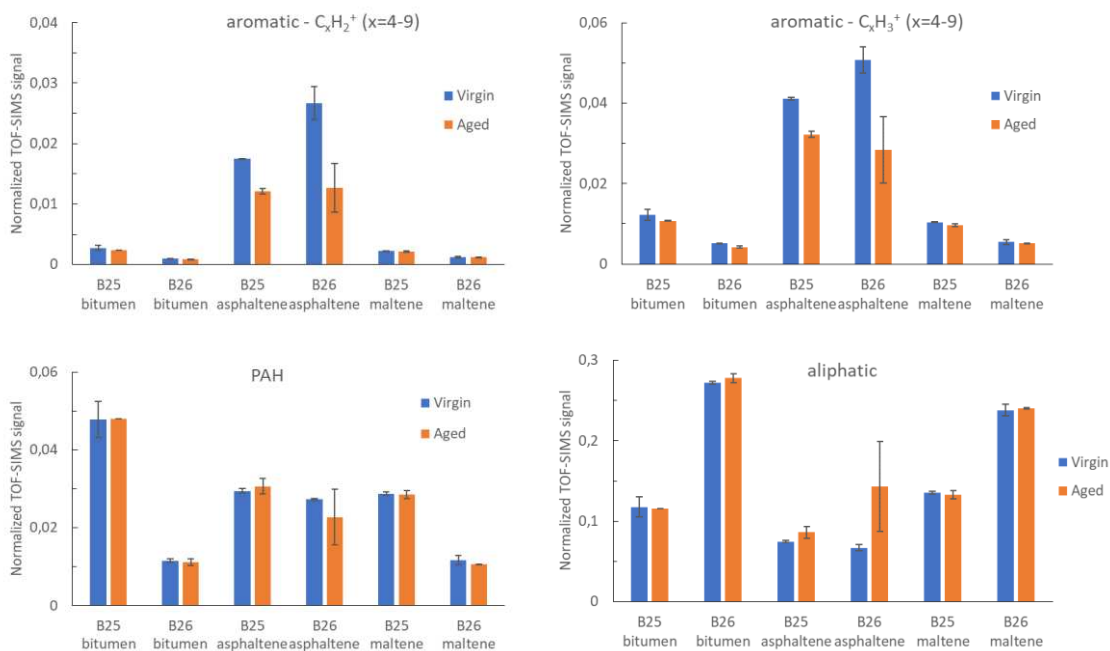 aromatic - CxH2+ (x=4-9)
Normalized TOF-SIMS signal
0,04
0,03
0,02
0,01
0
Virgin
Aged
B25 B26 B25 B26 B25 B26
bitumen bitumen asphaltene asphaltene maltene maltene
aromatic - CxH3+ (x=4-9)
Normalized TOF-SIMS signal
0,06
0,04
0,02
0
Virgin
Aged
B25 B26 B25 B26 B25 B26
bitumen bitumen asphaltene asphaltene maltene maltene
PAH
Normalized TOF-SIMS signal
0,06
0,04
0,02
0
Virgin
Aged
B25 B26 B25 B26 B25 B26
bitumen bitumen asphaltene asphaltene maltene maltene
aliphatic
Normalized TOF-SIMS signal
0,3
0,2
0,1
0
Virgin
Aged
B25 B26 B25 B26 B25 B26
bitumen bitumen asphaltene asphaltene maltene maltene